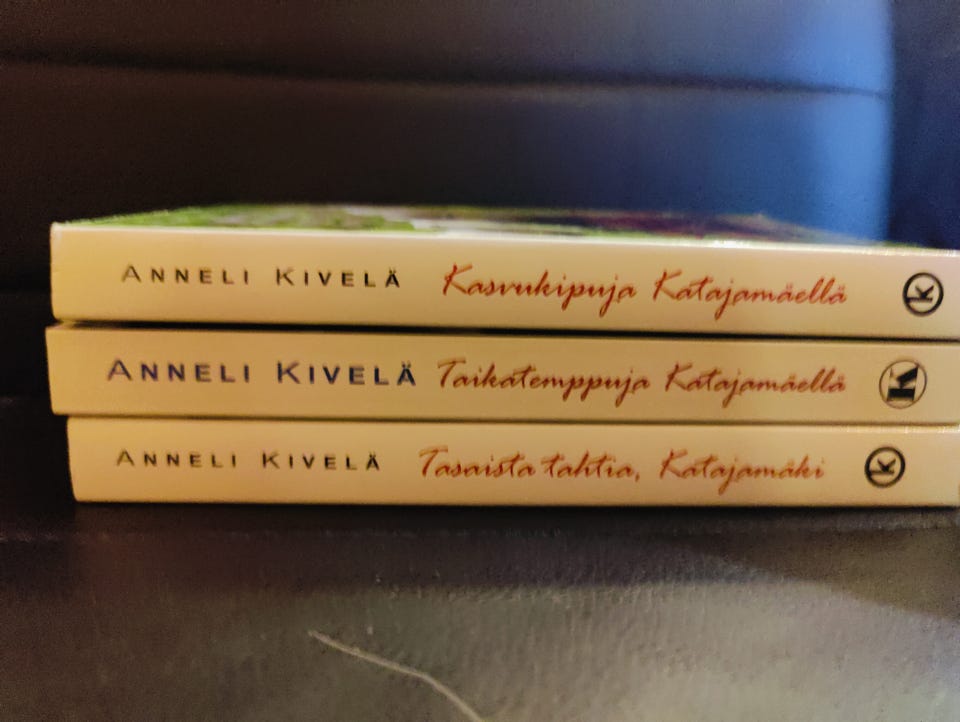 ANNELI KIVELÄ Kasvukipuja Katajamäellä k
ANNELI KIVELÄ Taikatemppuja Katajamäellä K
ANNELI KIVELÄ Tasaista tahtia, Katajamäki k